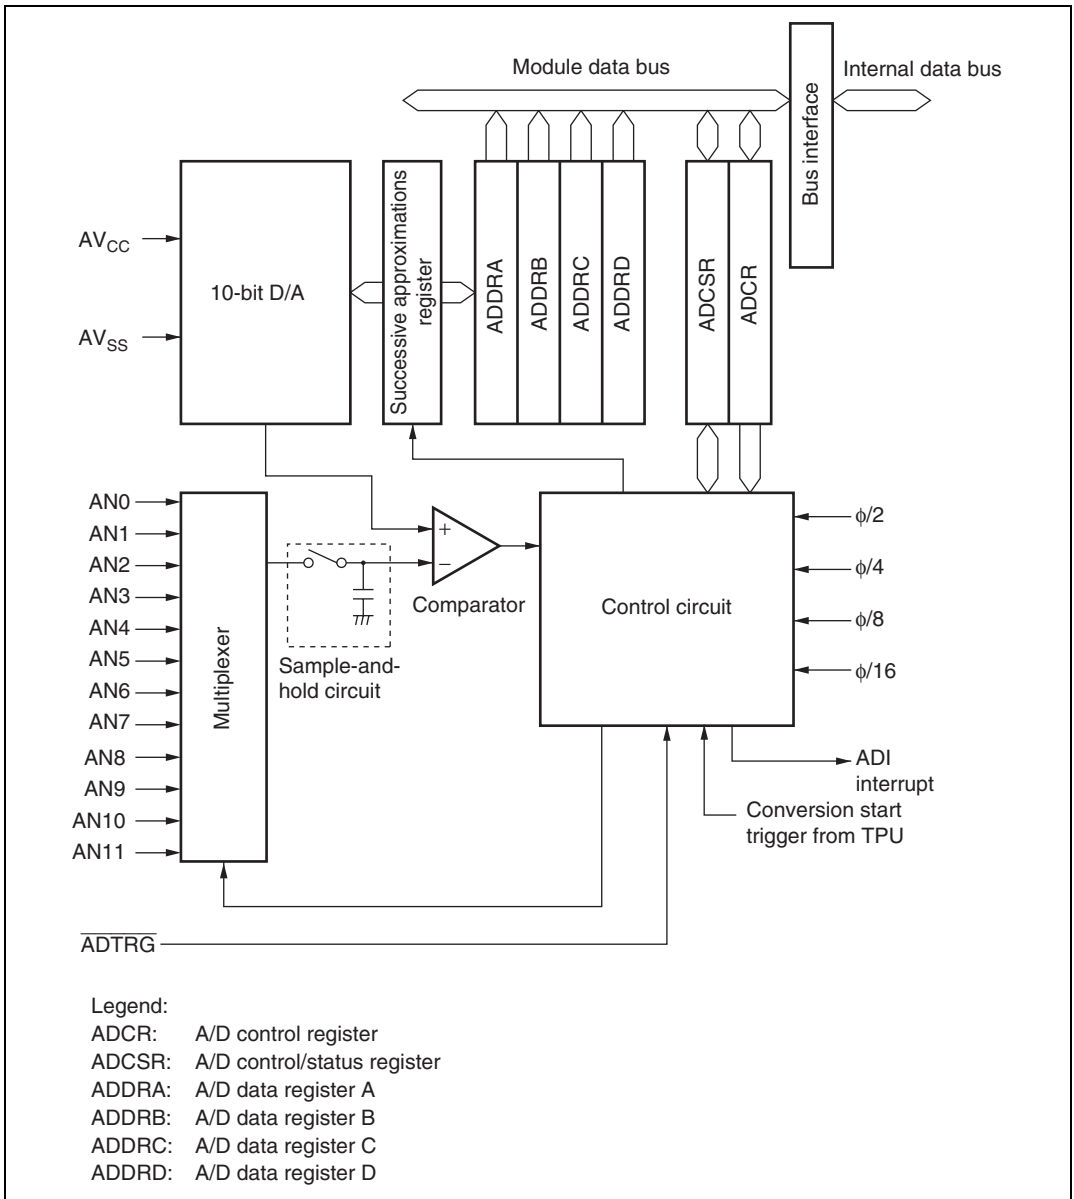 Module data bus
Internal data bus
Bus interface
AVCC
AVSS
10-bit D/A
Successive approximations
register
ADDRA
ADDRB
ADDRC
ADDRD
ADCSR
ADCR
AN0
AN1
AN2
AN3
AN4
AN5
AN6
AN7
AN8
AN9
AN10
AN11
Multiplexer
Sample-and-
hold circuit
+
−
Comparator
Control circuit
ϕ/2
ϕ/4
ϕ/8
ϕ/16
ADI
interrupt
Conversion start
trigger from TPU
ADTRG
Legend:
ADCR: A/D control register
ADCSR: A/D control/status register
ADDRA: A/D data register A
ADDRB: A/D data register B
ADDRC: A/D data register C
ADDRD: A/D data register D